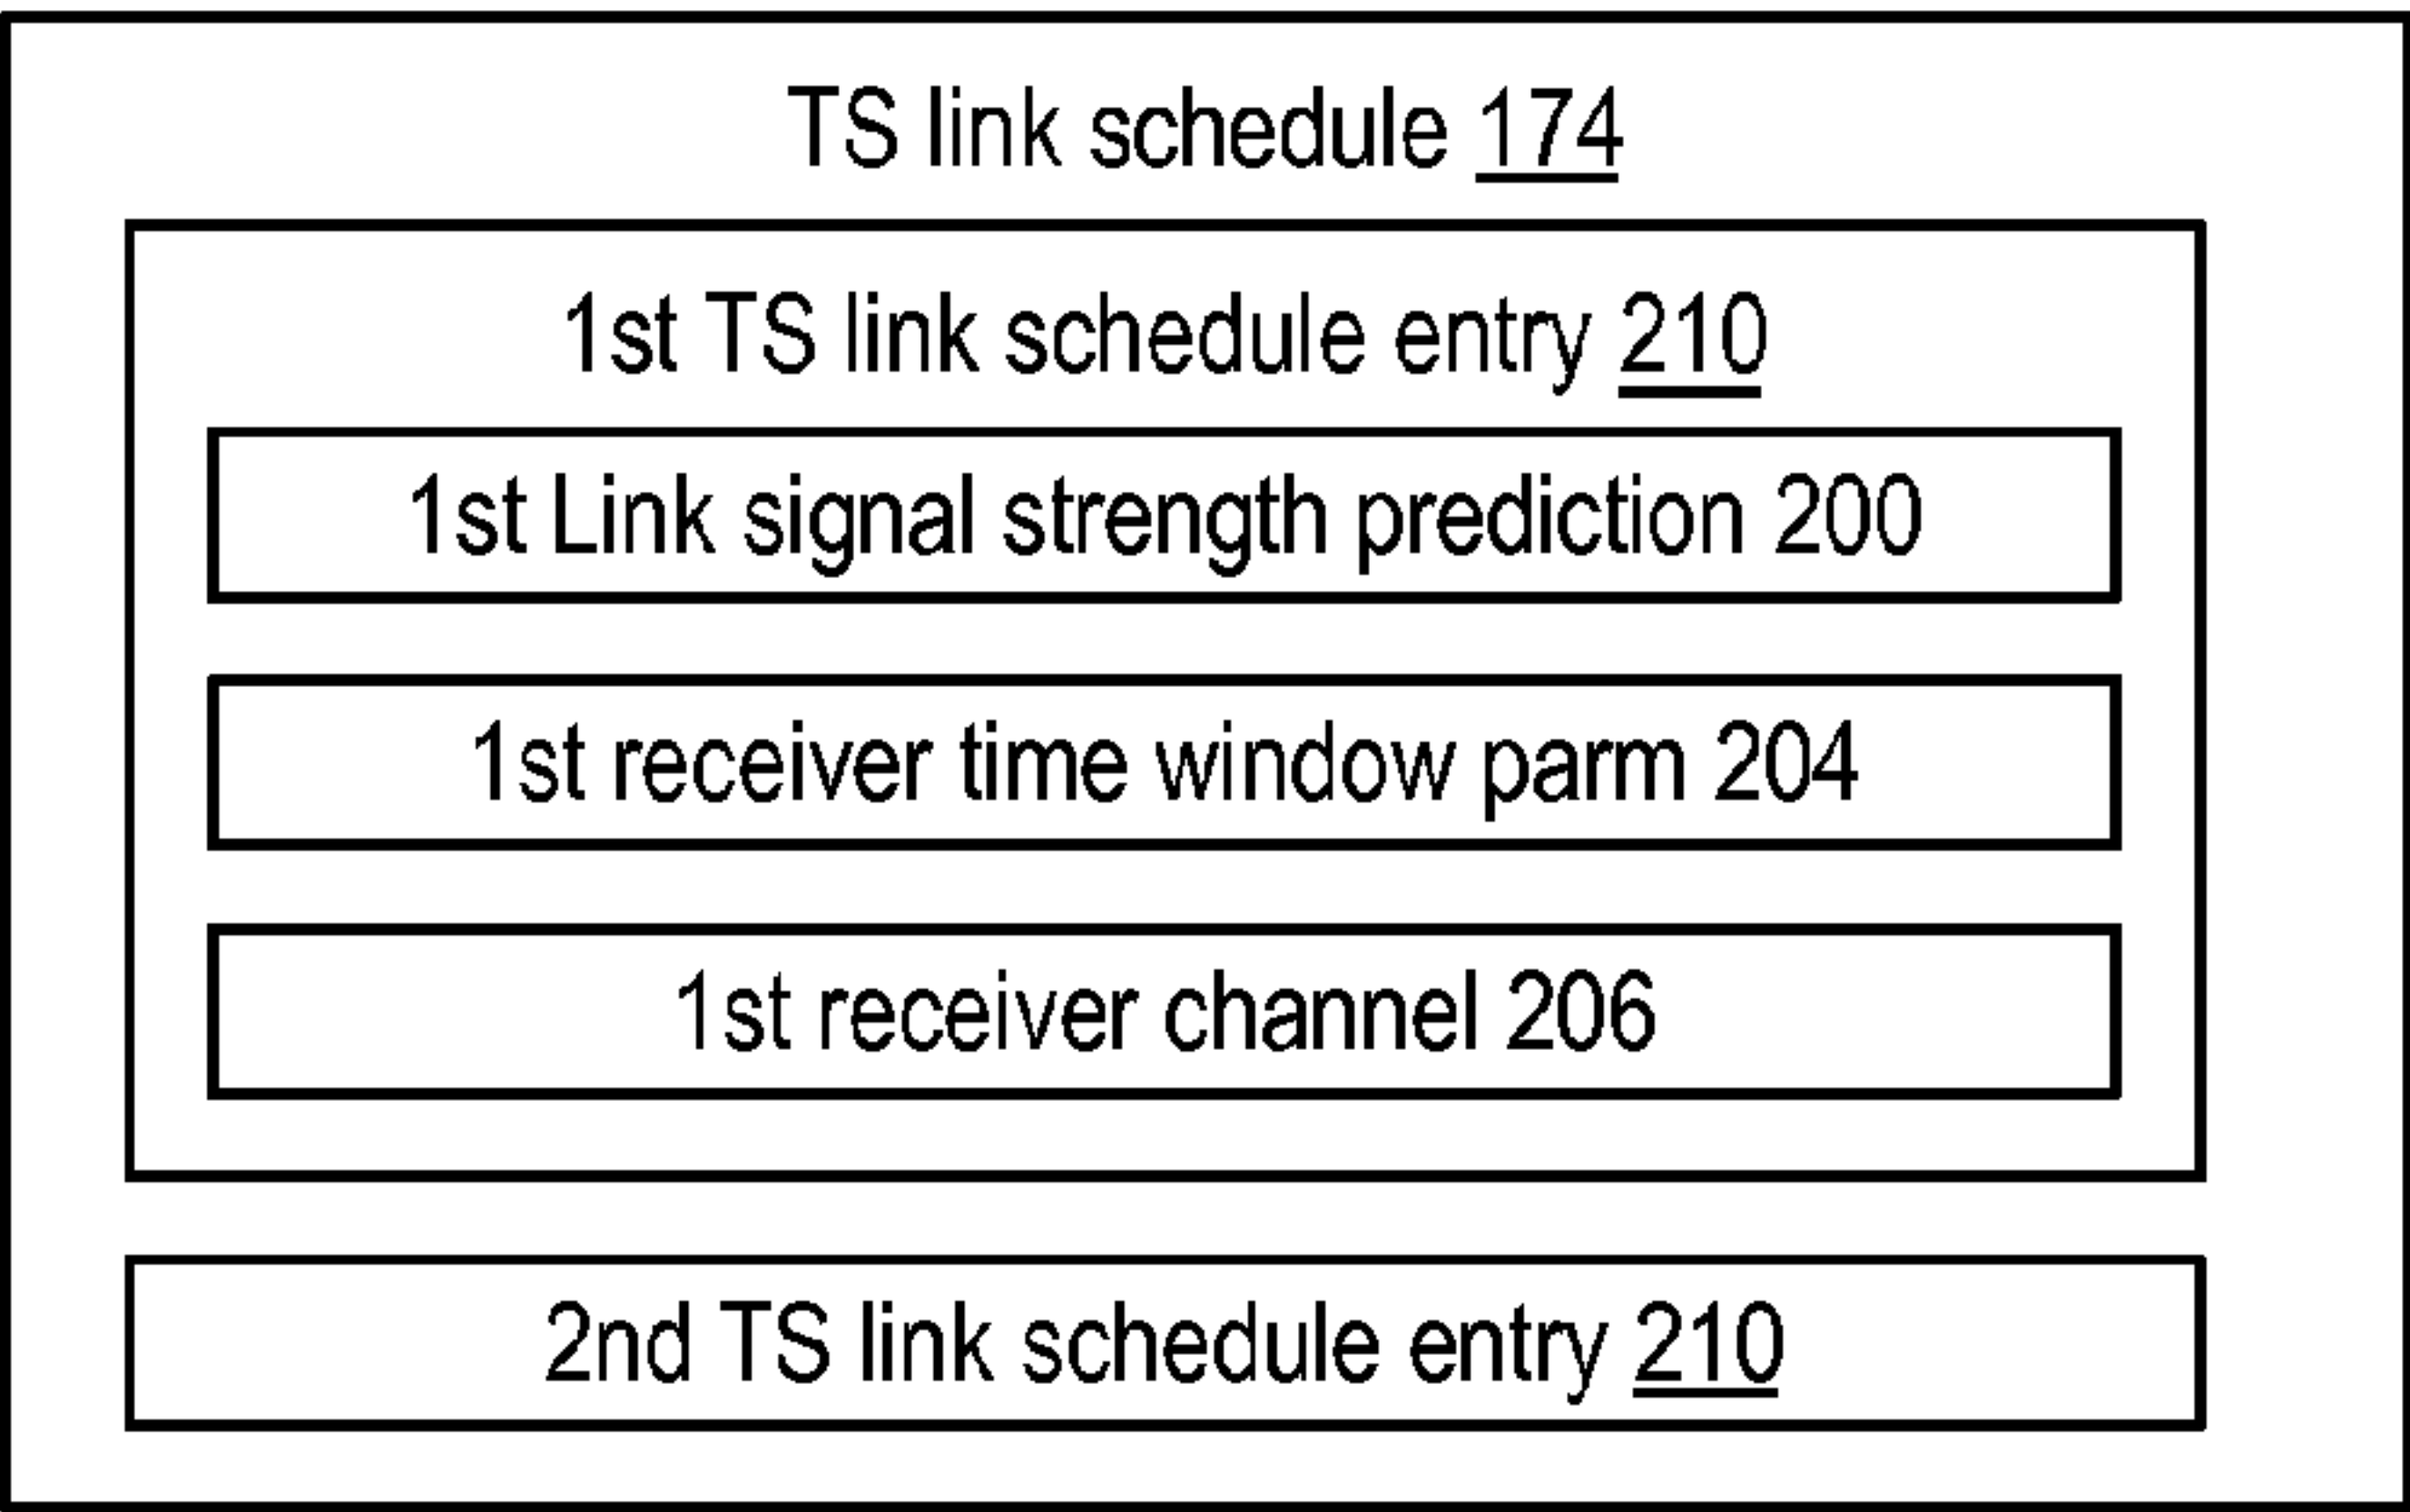 TS link schedule 174
1st TS link schedule entry 210
1st Link signal strength prediction 200
1st receiver time window parm 204
1st receiver channel 206
2nd TS link schedule entry 210